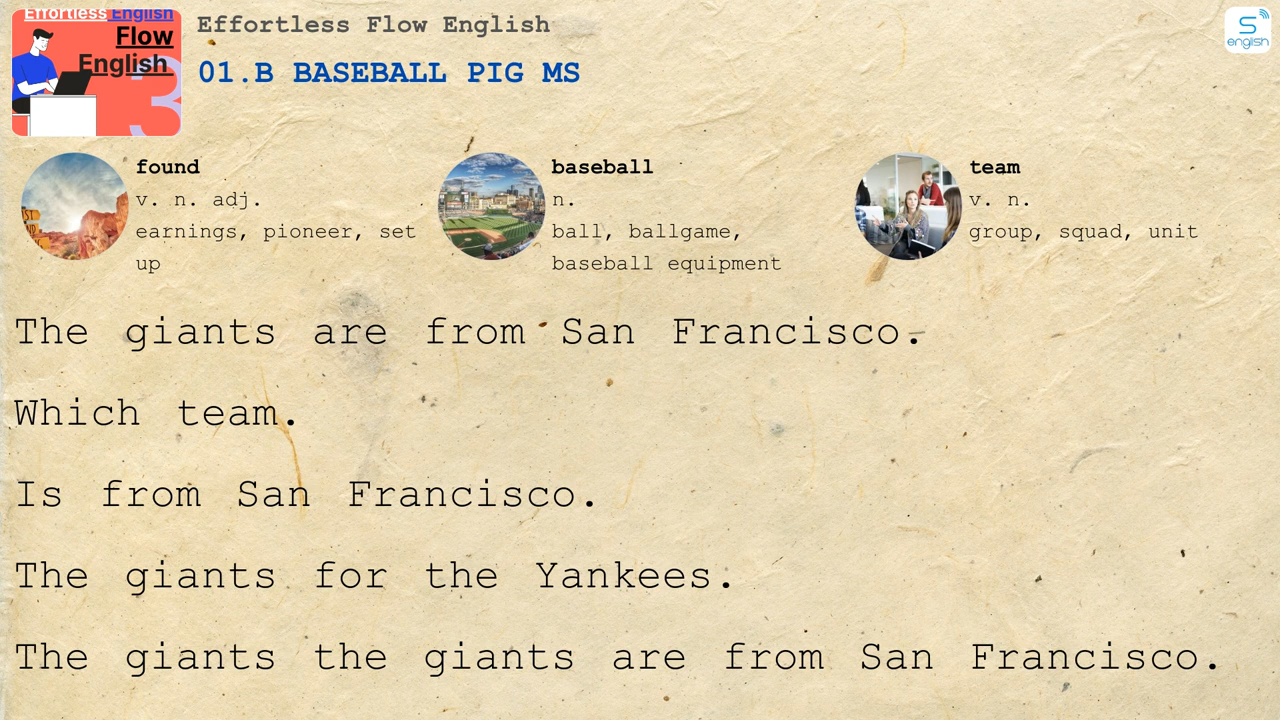 Effortless English
Flow
English
3
Effortless Flow English
01.B BASEBALL PIG MS
S
english
found
v. n. adj.
earnings, pioneer, set
up
baseball
n.
ball, ballgame,
baseball equipment
team
v. n.
group, squad, unit
The giants are from San Francisco.
Which team.
Is from San Francisco.
The giants for the Yankees.
The giants the giants are from San Francisco.